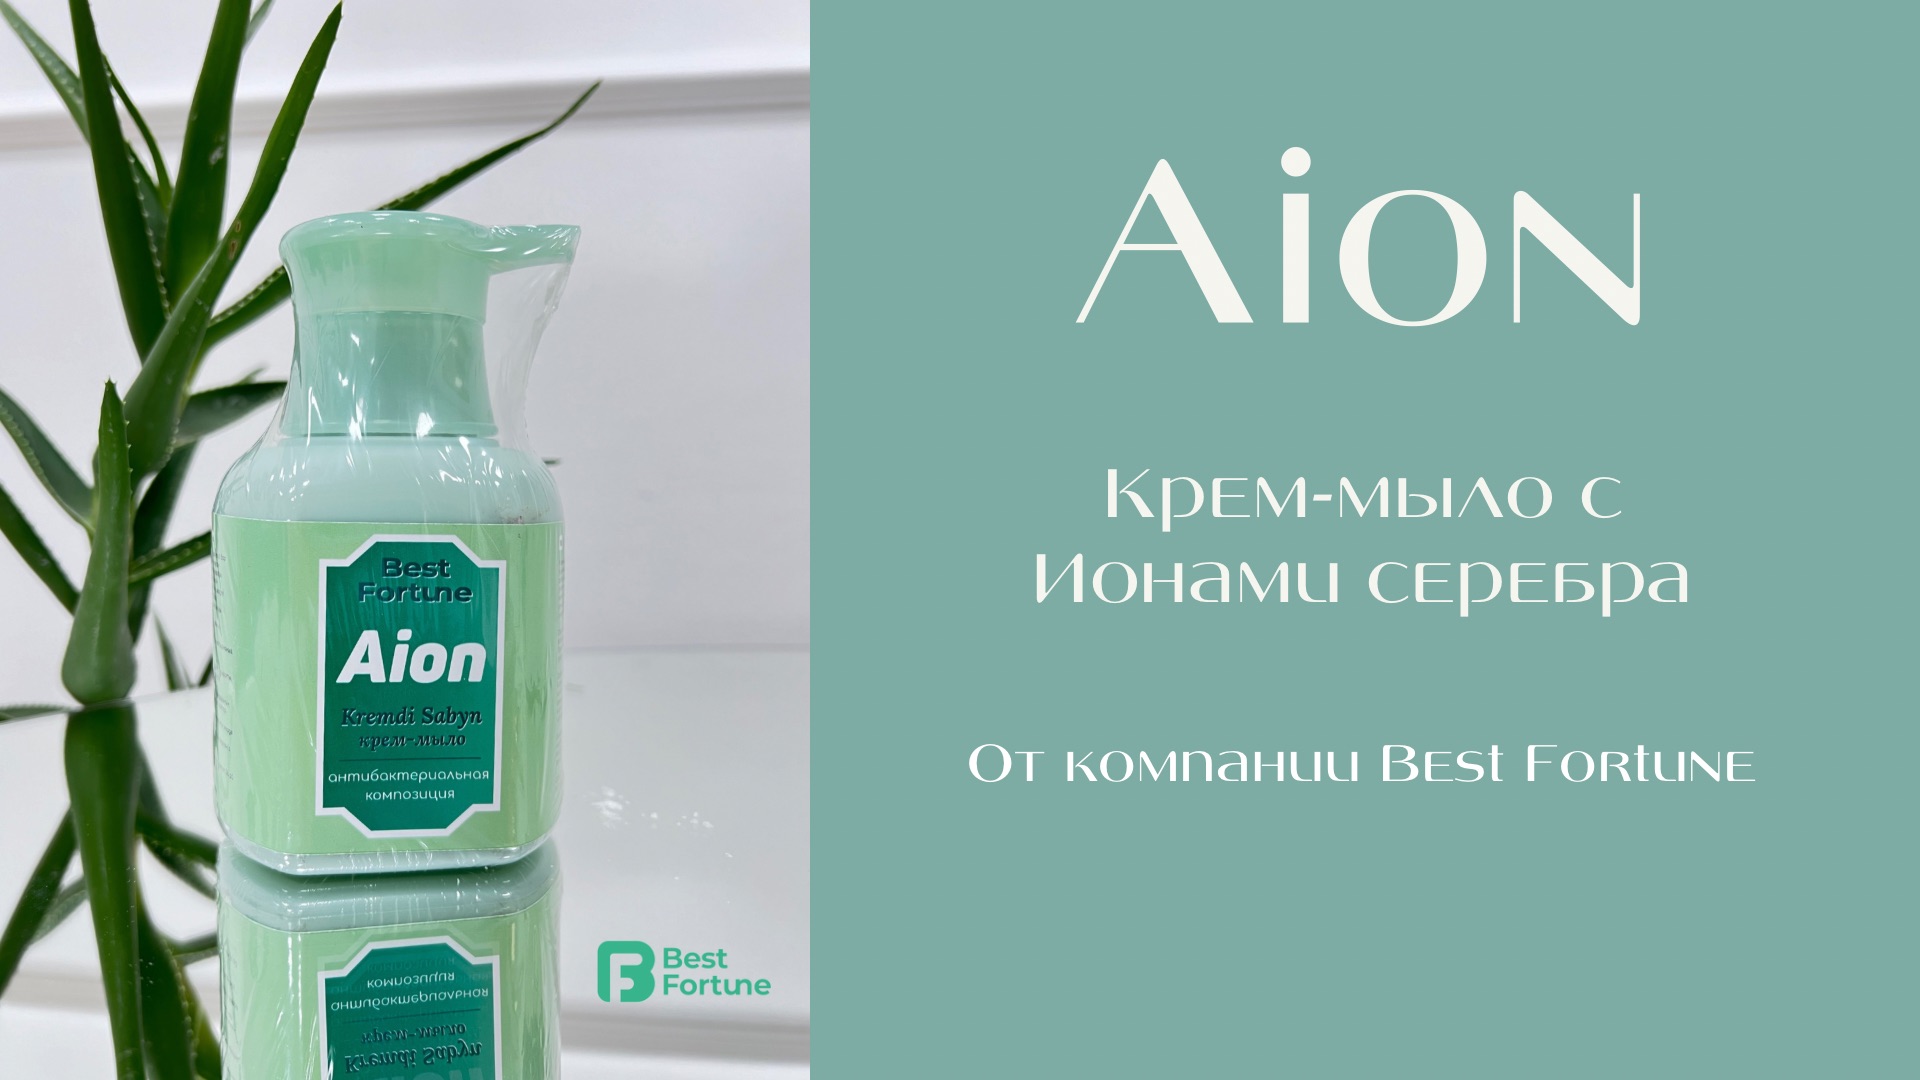 Best
Fortune
Aion
Kremdi Sabyn
крем-мыло
антибактериальная
композиция
Best
Fortune
Aion
Крем-мыло с
Ионами серебра
От компании Best Fortune